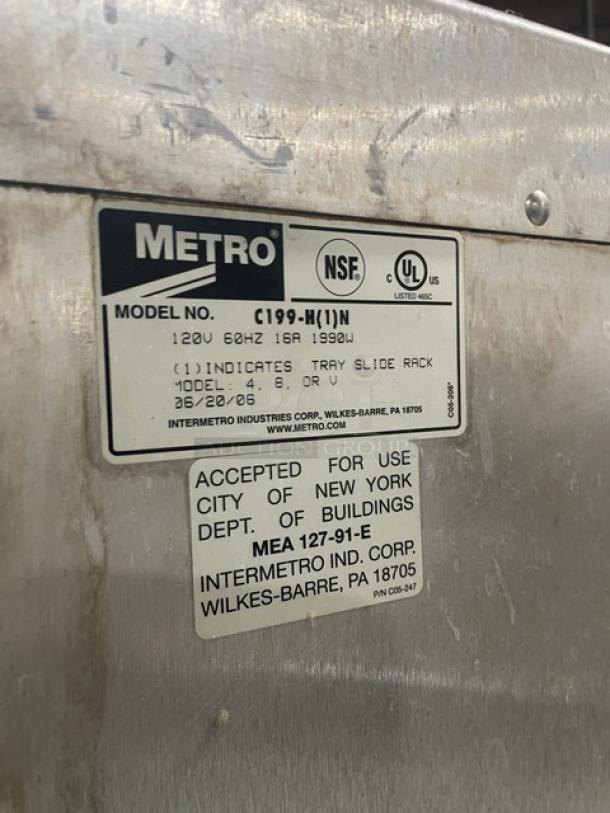 METRO®
NSF®
C UL® US
LISTED 465C
MODEL NO. C199-H(1)N
120V 60HZ 16A 1990W
(1)INDICATES TRAY SLIDE RACK
MODEL: 4, 8, OR V
06/20/06
INTERMETRO INDUSTRIES CORP., WILKES-BARRE, PA 18705
WWW.METRO.COM
C05-206*
AUCTION GROUP
ACCEPTED FOR USE
CITY OF NEW YORK
DEPT. OF BUILDINGS
MEA 127-91-E
INTERMETRO IND. CORP.
WILKES-BARRE, PA 18705
P/N C05-247